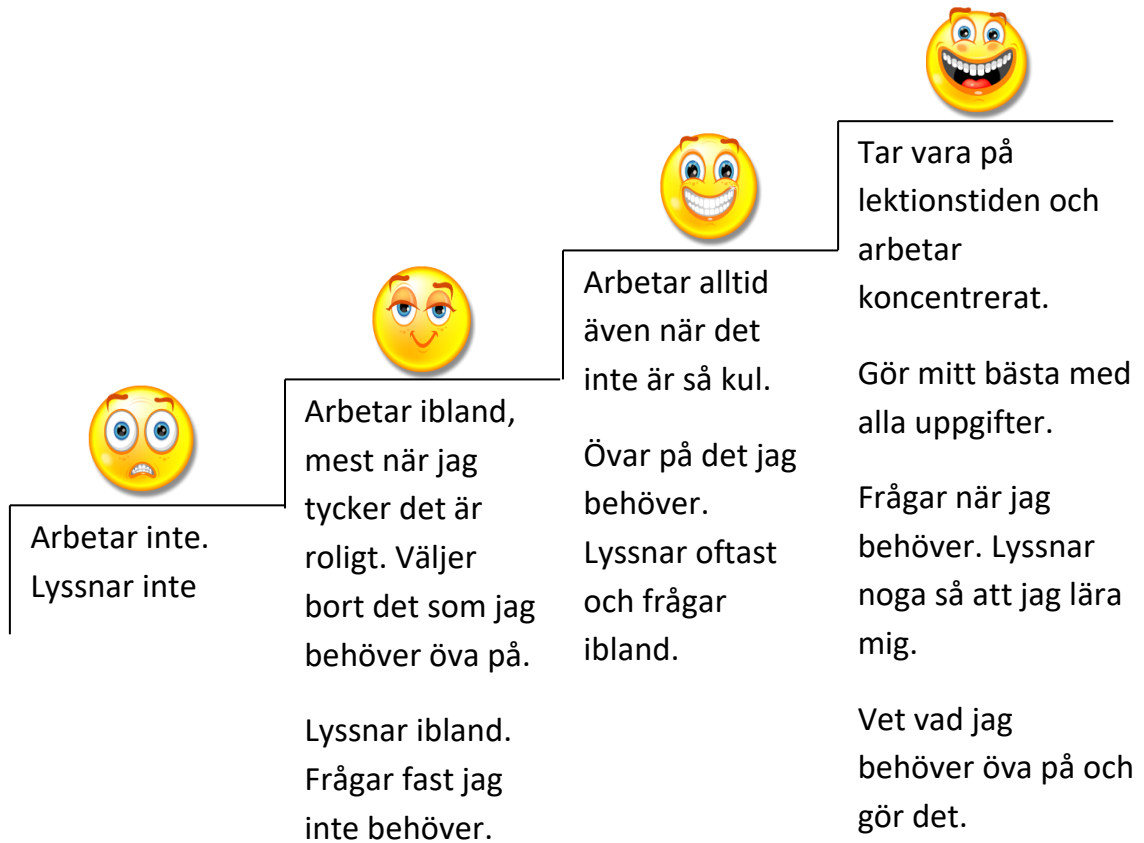 Arbetar inte.
Lyssnar inte
Arbetar ibland,
mest när jag
tycker det är
roligt. Väljer
bort det som jag
behöver öva på.
Lyssnar ibland.
Frågar fast jag
inte behöver.
Arbetar alltid
även när det
inte är så kul.
Övar på det jag
behöver.
Lyssnar oftast
och frågar
ibland.
Tar vara på
lektionstiden och
arbetar
koncentrerat.
Gör mitt bästa med
alla uppgifter.
Frågar när jag
behöver. Lyssnar
noga så att jag lära
mig.
Vet vad jag
behöver öva på och
gör det.